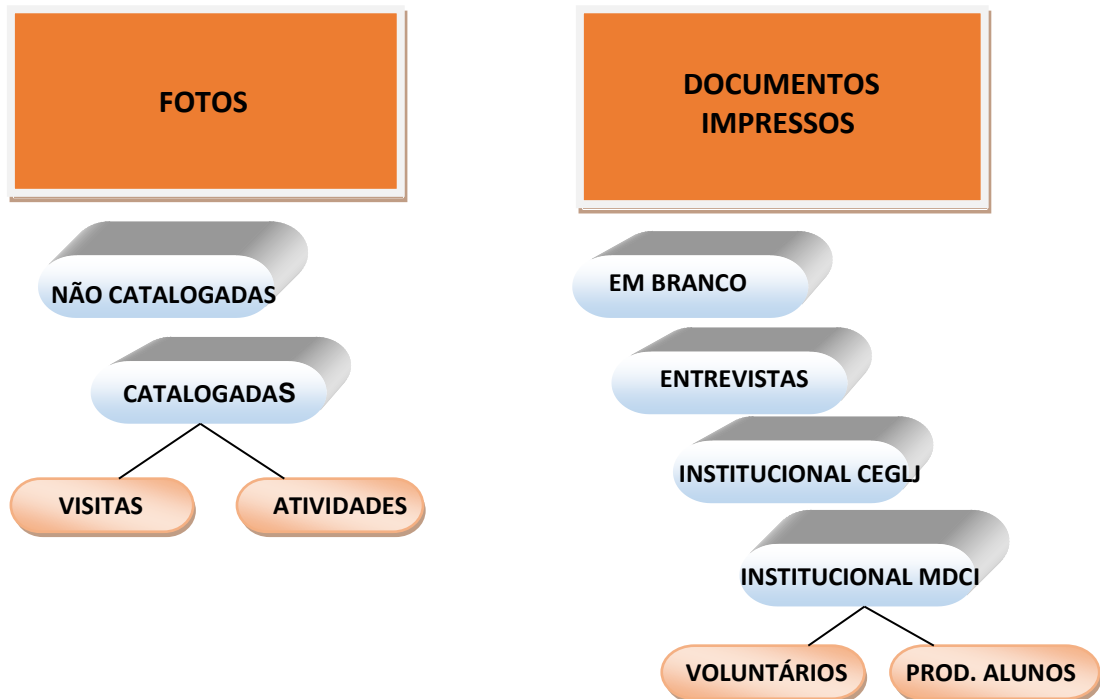 FOTOS
NÃO CATALOGADAS
CATALOGADAS
VISITAS
ATIVIDADES
DOCUMENTOS
IMPRESSOS
EM BRANCO
ENTREVISTAS
INSTITUCIONAL CEGLJ
INSTITUCIONAL MDCI
VOLUNTÁRIOS
PROD. ALUNOS